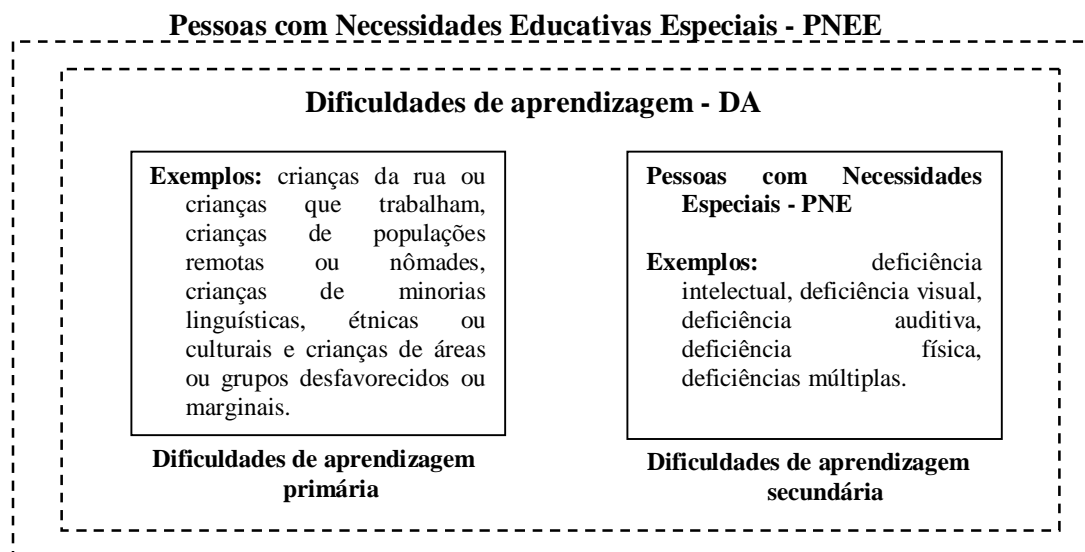 Pessoas com Necessidades Educativas Especiais - PNEE
Dificuldades de aprendizagem - DA
Exemplos: crianças da rua ou
crianças que trabalham,
crianças de populações
remotas ou nômades,
crianças de minorias
linguísticas, étnicas ou
culturais e crianças de áreas
ou grupos desfavorecidos ou
marginais.
Dificuldades de aprendizagem
primária
Pessoas com Necessidades
Especiais - PNE
Exemplos: deficiência
intelectual, deficiência visual,
deficiência auditiva,
deficiência física,
deficiências múltiplas.
Dificuldades de aprendizagem
secundária